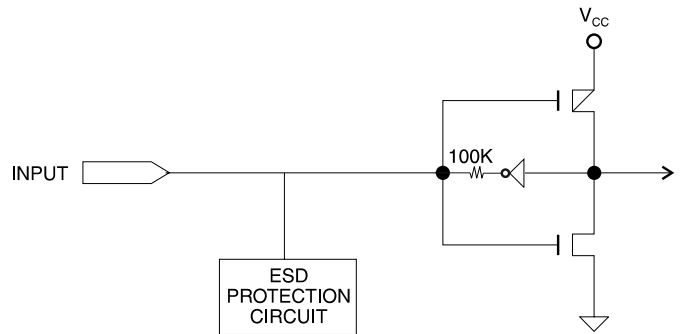 V_CC
100K
INPUT
ESD
PROTECTION
CIRCUIT